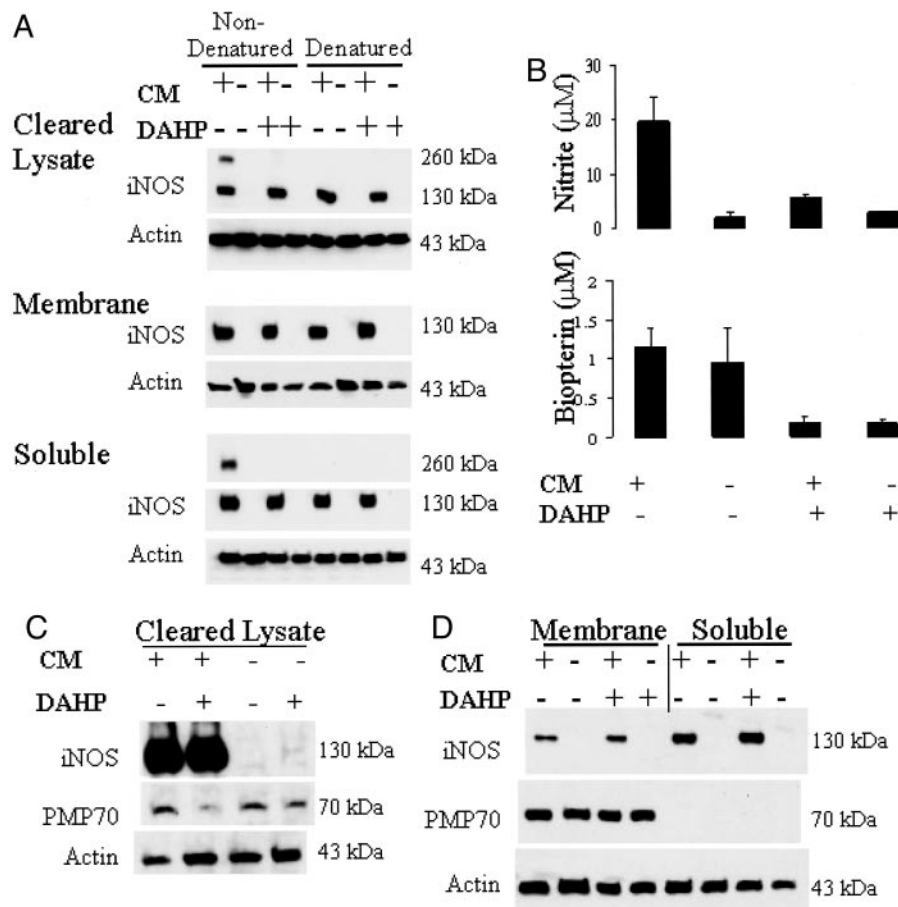 A
Non-
Denatured Denatured
CM + - + - + - + -
DAHP - - + + - - + +
Cleared
Lysate
260 kDa
iNOS 130 kDa
Actin 43 kDa
Membrane
iNOS 130 kDa
Actin 43 kDa
Soluble
260 kDa
iNOS 130 kDa
Actin 43 kDa
B
Nitrite (μM)
30
20
10
0
Biopterin (μM)
2
1.5
1
0.5
0
CM + - + -
DAHP - - + +
C
Cleared Lysate
CM + + - -
DAHP - + - +
iNOS 130 kDa
PMP70 70 kDa
Actin 43 kDa
D
Membrane Soluble
CM + - + - + - + -
DAHP - - + + - - + -
iNOS 130 kDa
PMP70 70 kDa
Actin 43 kDa